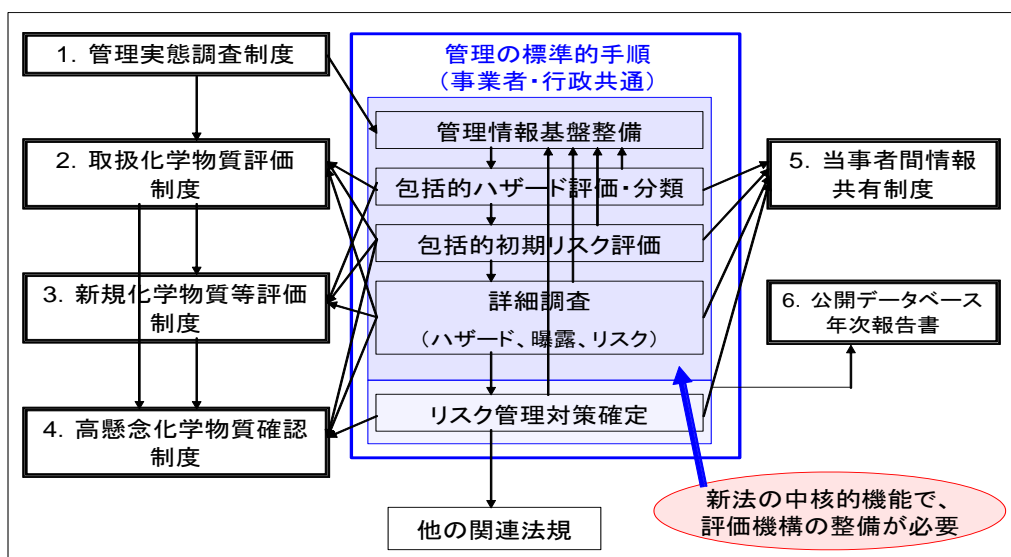 1. 管理実態調査制度
2. 取扱化学物質評価
制度
3. 新規化学物質等評価
制度
4. 高懸念化学物質確認
制度
管理の標準的手順
（事業者・行政共通）
管理情報基盤整備
包括的ハザード評価・分類
包括的初期リスク評価
詳細調査
（ハザード、曝露、リスク）
リスク管理対策確定
他の関連法規
5. 当事者間情報
共有制度
6. 公開データベース
年次報告書
新法の中核的機能で、
評価機構の整備が必要